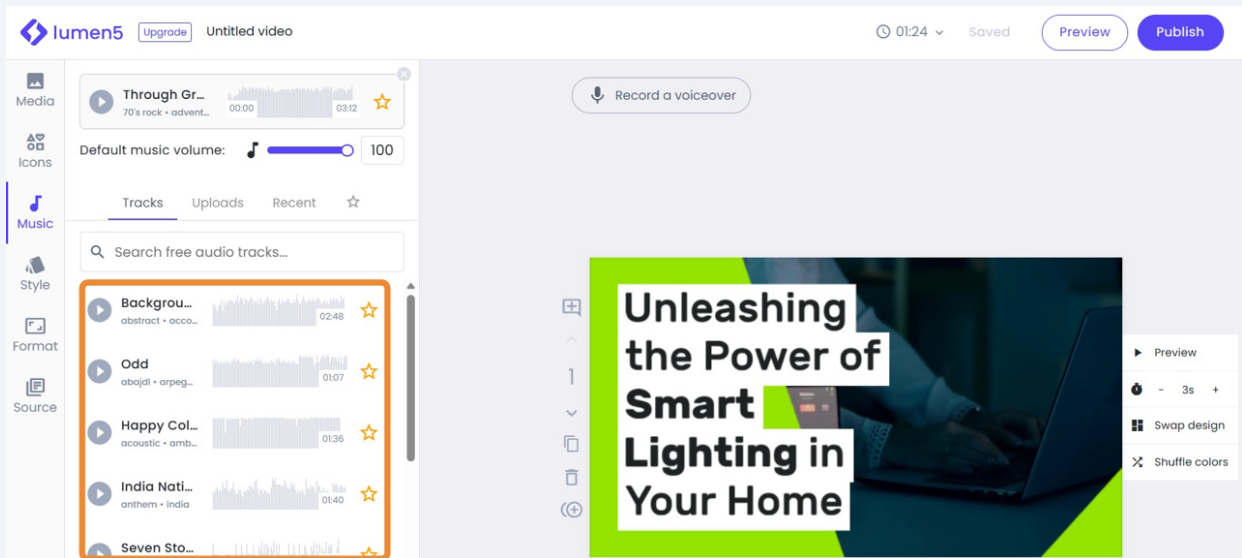 lumen5 Upgrade Untitled video 01:24 Saved Preview Publish
Media
Icons
Music
Style
Format
Source
Through Gr...
70's rock • advent...
00:00 03:12
Default music volume: 100
Tracks Uploads Recent
Search free audio tracks...
Backgrou...
abstract • acco...
02:48
Odd
abajdl • arpeg...
01:07
Happy Col...
acoustic • amb...
01:36
India Nati...
anthem • india
01:40
Seven Sto...
Record a voiceover
1
Unleashing
the Power of
Smart
Lighting in
Your Home
Preview
- 3s +
Swap design
Shuffle colors